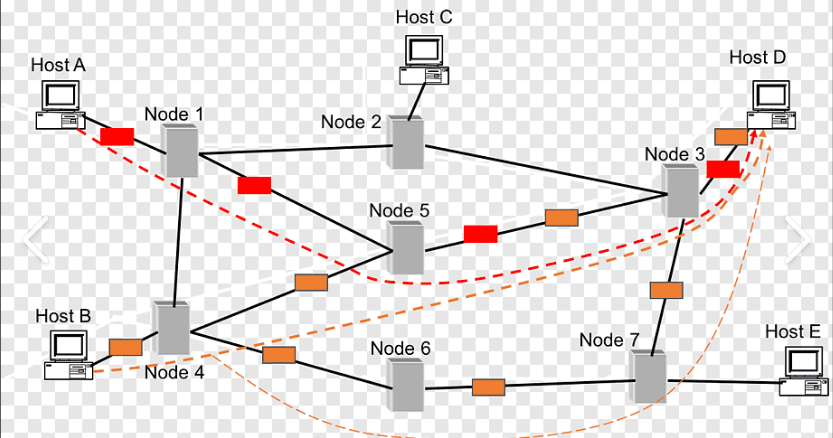 Host C
Host A
Host D
Node 1
Node 2
Node 3
Node 5
Host B
Node 7
Host E
Node 6
Node 4